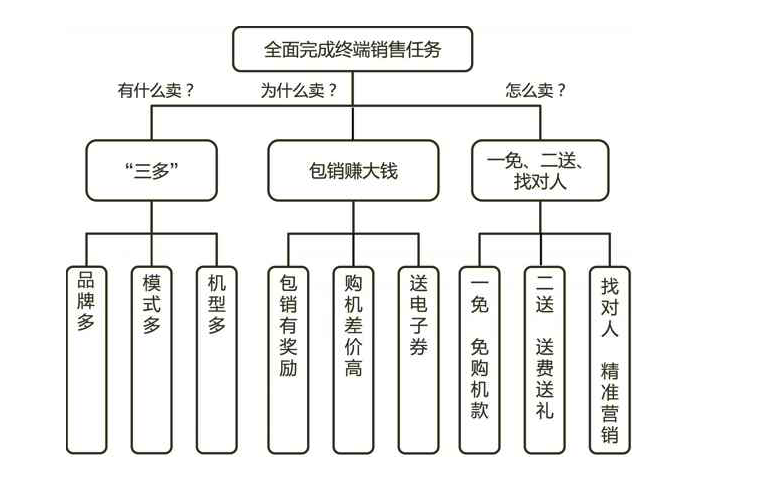 全面完成终端销售任务
有什么卖？
为什么卖？
怎么卖？
“三多”
包销赚大钱
一免、二送、
找对人
品牌多
模式多
机型多
包销有奖励
购机差价高
送电子券
一免 免购机款
二送 送费送礼
找对人 精准营销